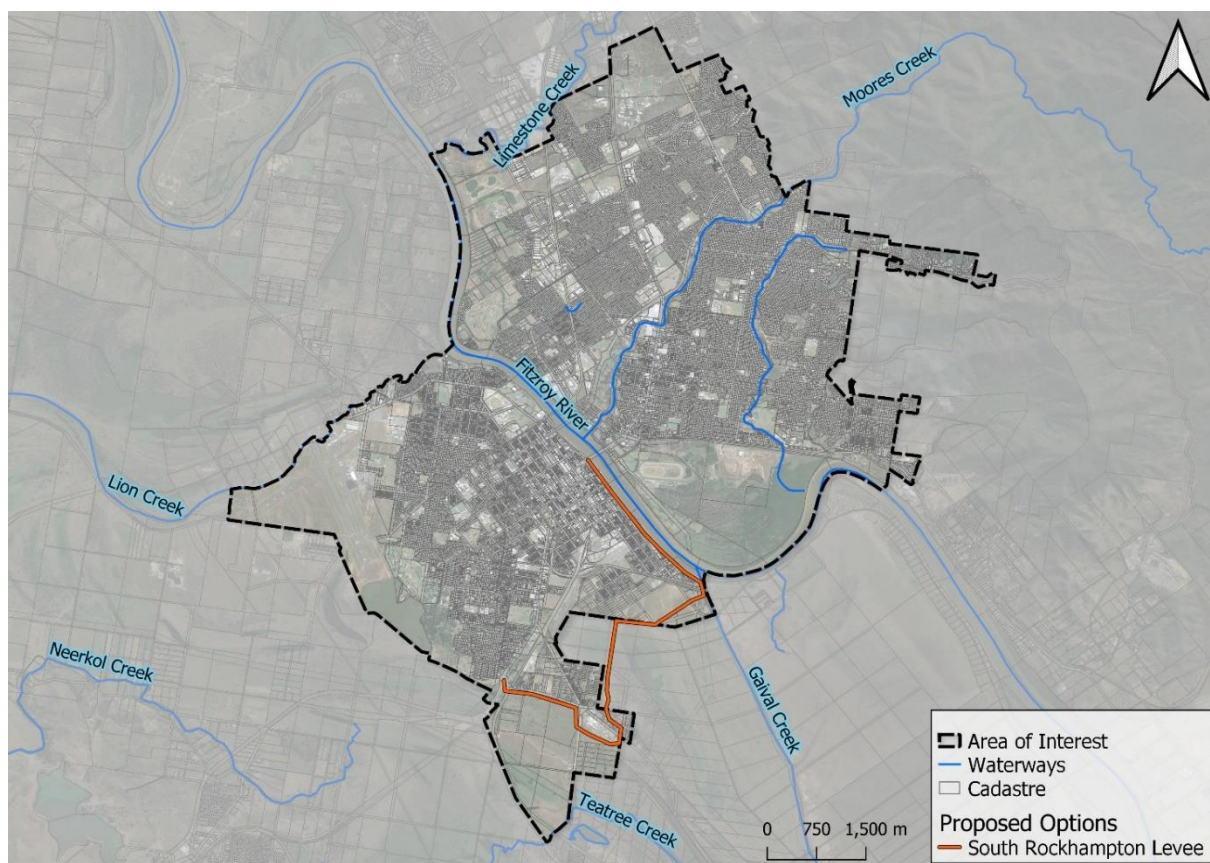 Limestone Creek
Moores Creek
Fitzroy River
Lion Creek
Neerkol Creek
Gaival Creek
Teatree Creek
Area of Interest
Waterways
Cadastre
Proposed Options
South Rockhampton Levee
0 750 1,500 m